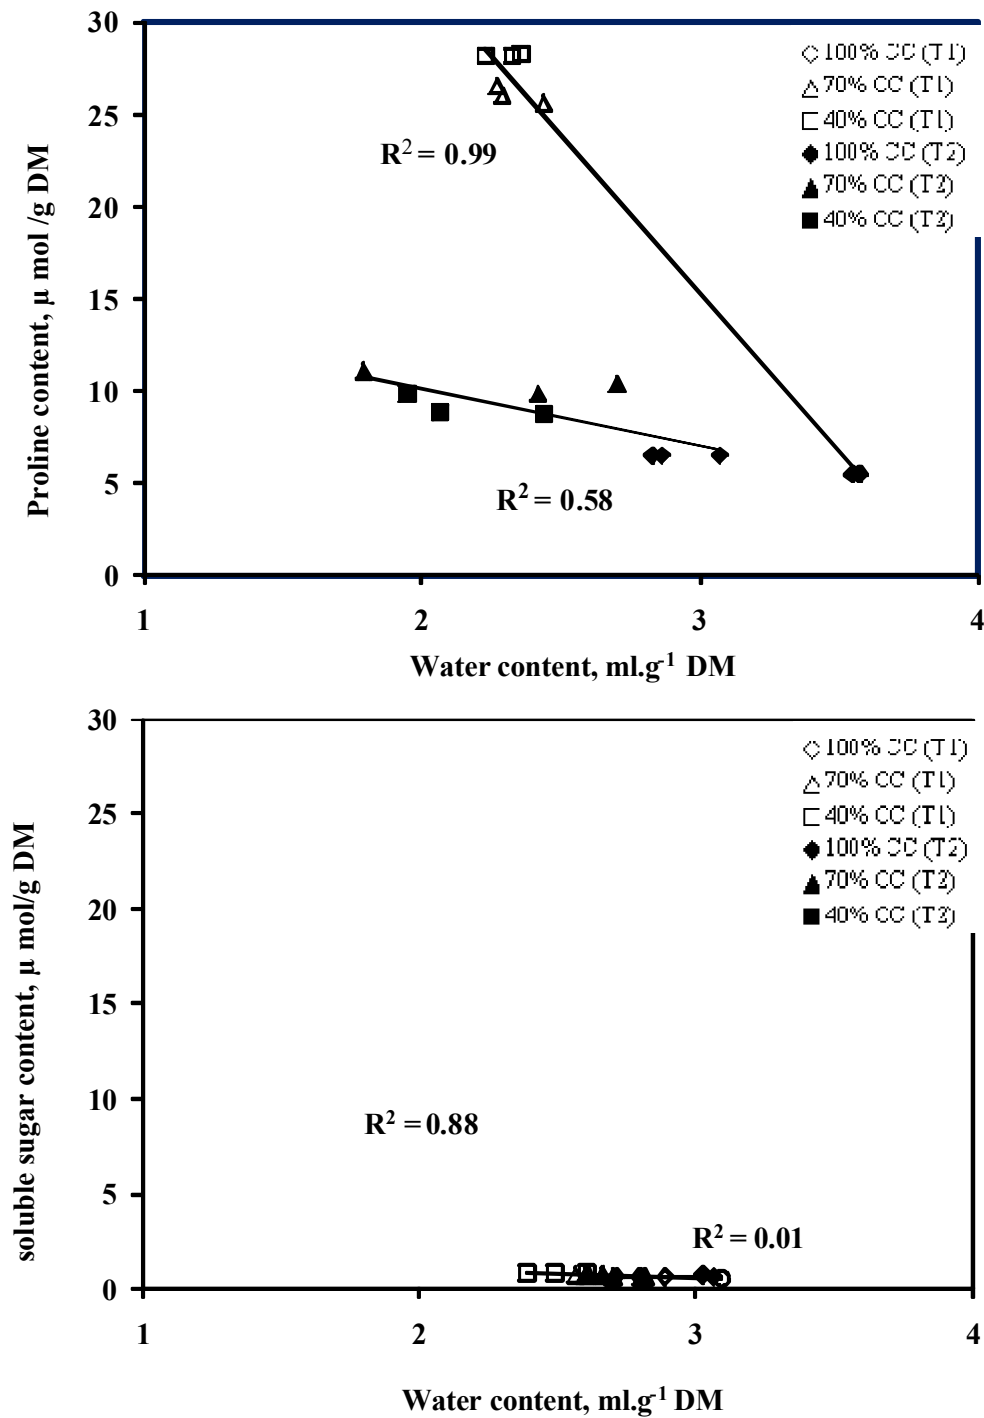 30
25
20
15
10
5
0
Proline content, µ mol /g DM
◇ 100% CC (T1)
△ 70% CC (T1)
□ 40% CC (T1)
◆ 100% CC (T2)
▲ 70% CC (T2)
■ 40% CC (T2)
R² = 0.99
R² = 0.58
1 2 3 4
Water content, ml.g⁻¹ DM
30
25
20
15
10
5
0
soluble sugar content, µ mol/g DM
◇ 100% CC (T1)
△ 70% CC (T1)
□ 40% CC (T1)
◆ 100% CC (T2)
▲ 70% CC (T2)
■ 40% CC (T2)
R² = 0.88
R² = 0.01
1 2 3 4
Water content, ml.g⁻¹ DM